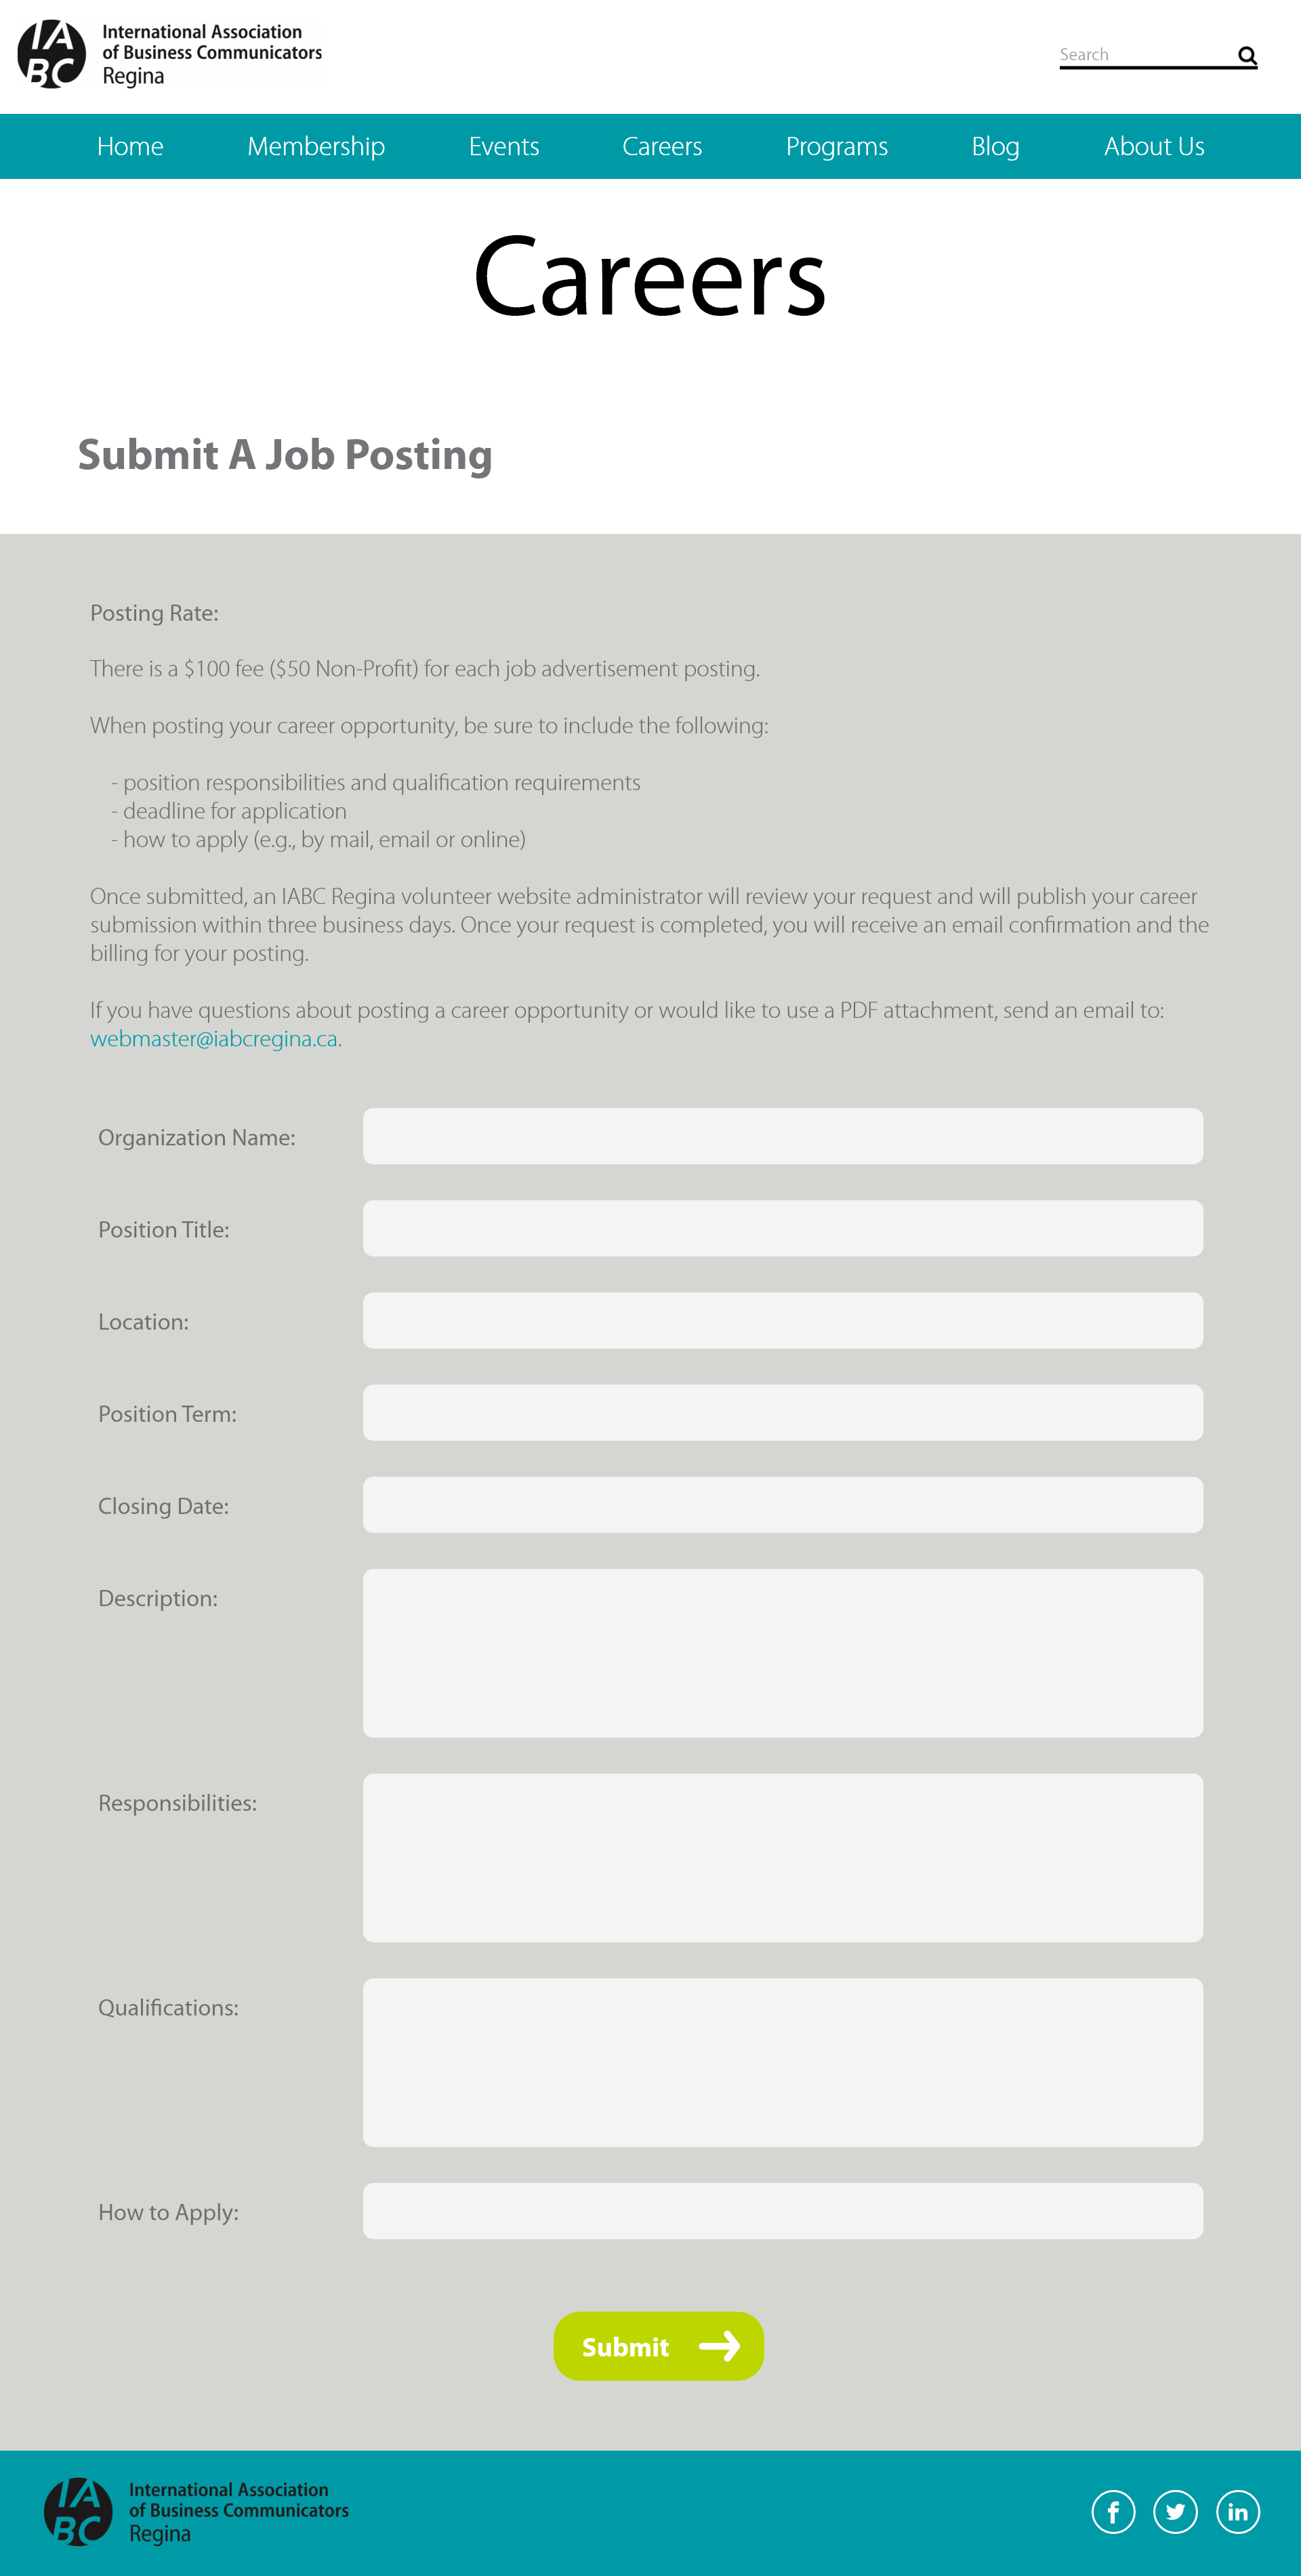 IA
BC
International Association
of Business Communicators
Regina
Search
Home Membership Events Careers Programs Blog About Us
Careers
Submit A Job Posting
Posting Rate:
There is a $100 fee ($50 Non-Profit) for each job advertisement posting.
When posting your career opportunity, be sure to include the following:
- position responsibilities and qualification requirements
- deadline for application
- how to apply (e.g., by mail, email or online)
Once submitted, an IABC Regina volunteer website administrator will review your request and will publish your career
submission within three business days. Once your request is completed, you will receive an email confirmation and the
billing for your posting.
If you have questions about posting a career opportunity or would like to use a PDF attachment, send an email to:
webmaster@iabcregina.ca.
Organization Name:
Position Title:
Location:
Position Term:
Closing Date:
Description:
Responsibilities:
Qualifications:
How to Apply:
Submit
IA
BC
International Association
of Business Communicators
Regina
f in